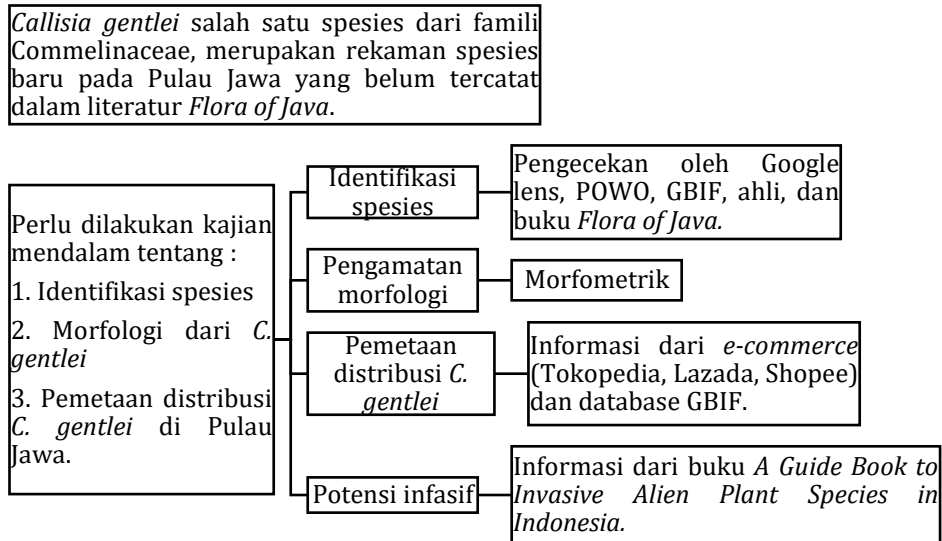 Callisia gentlei salah satu spesies dari famili
Commelinaceae, merupakan rekaman spesies
baru pada Pulau Jawa yang belum tercatat
dalam literatur Flora of Java.
Perlu dilakukan kajian
mendalam tentang :
1. Identifikasi spesies
2. Morfologi dari C.
gentlei
3. Pemetaan distribusi
C. gentlei di Pulau
Jawa.
Identifikasi
spesies
Pengecekan oleh Google
lens, POWO, GBIF, ahli, dan
buku Flora of Java.
Pengamatan
morfologi
Morfometrik
Pemetaan
distribusi C.
gentlei
Informasi dari e-commerce
(Tokopedia, Lazada, Shopee)
dan database GBIF.
Potensi infasif
Informasi dari buku A Guide Book to
Invasive Alien Plant Species in
Indonesia.